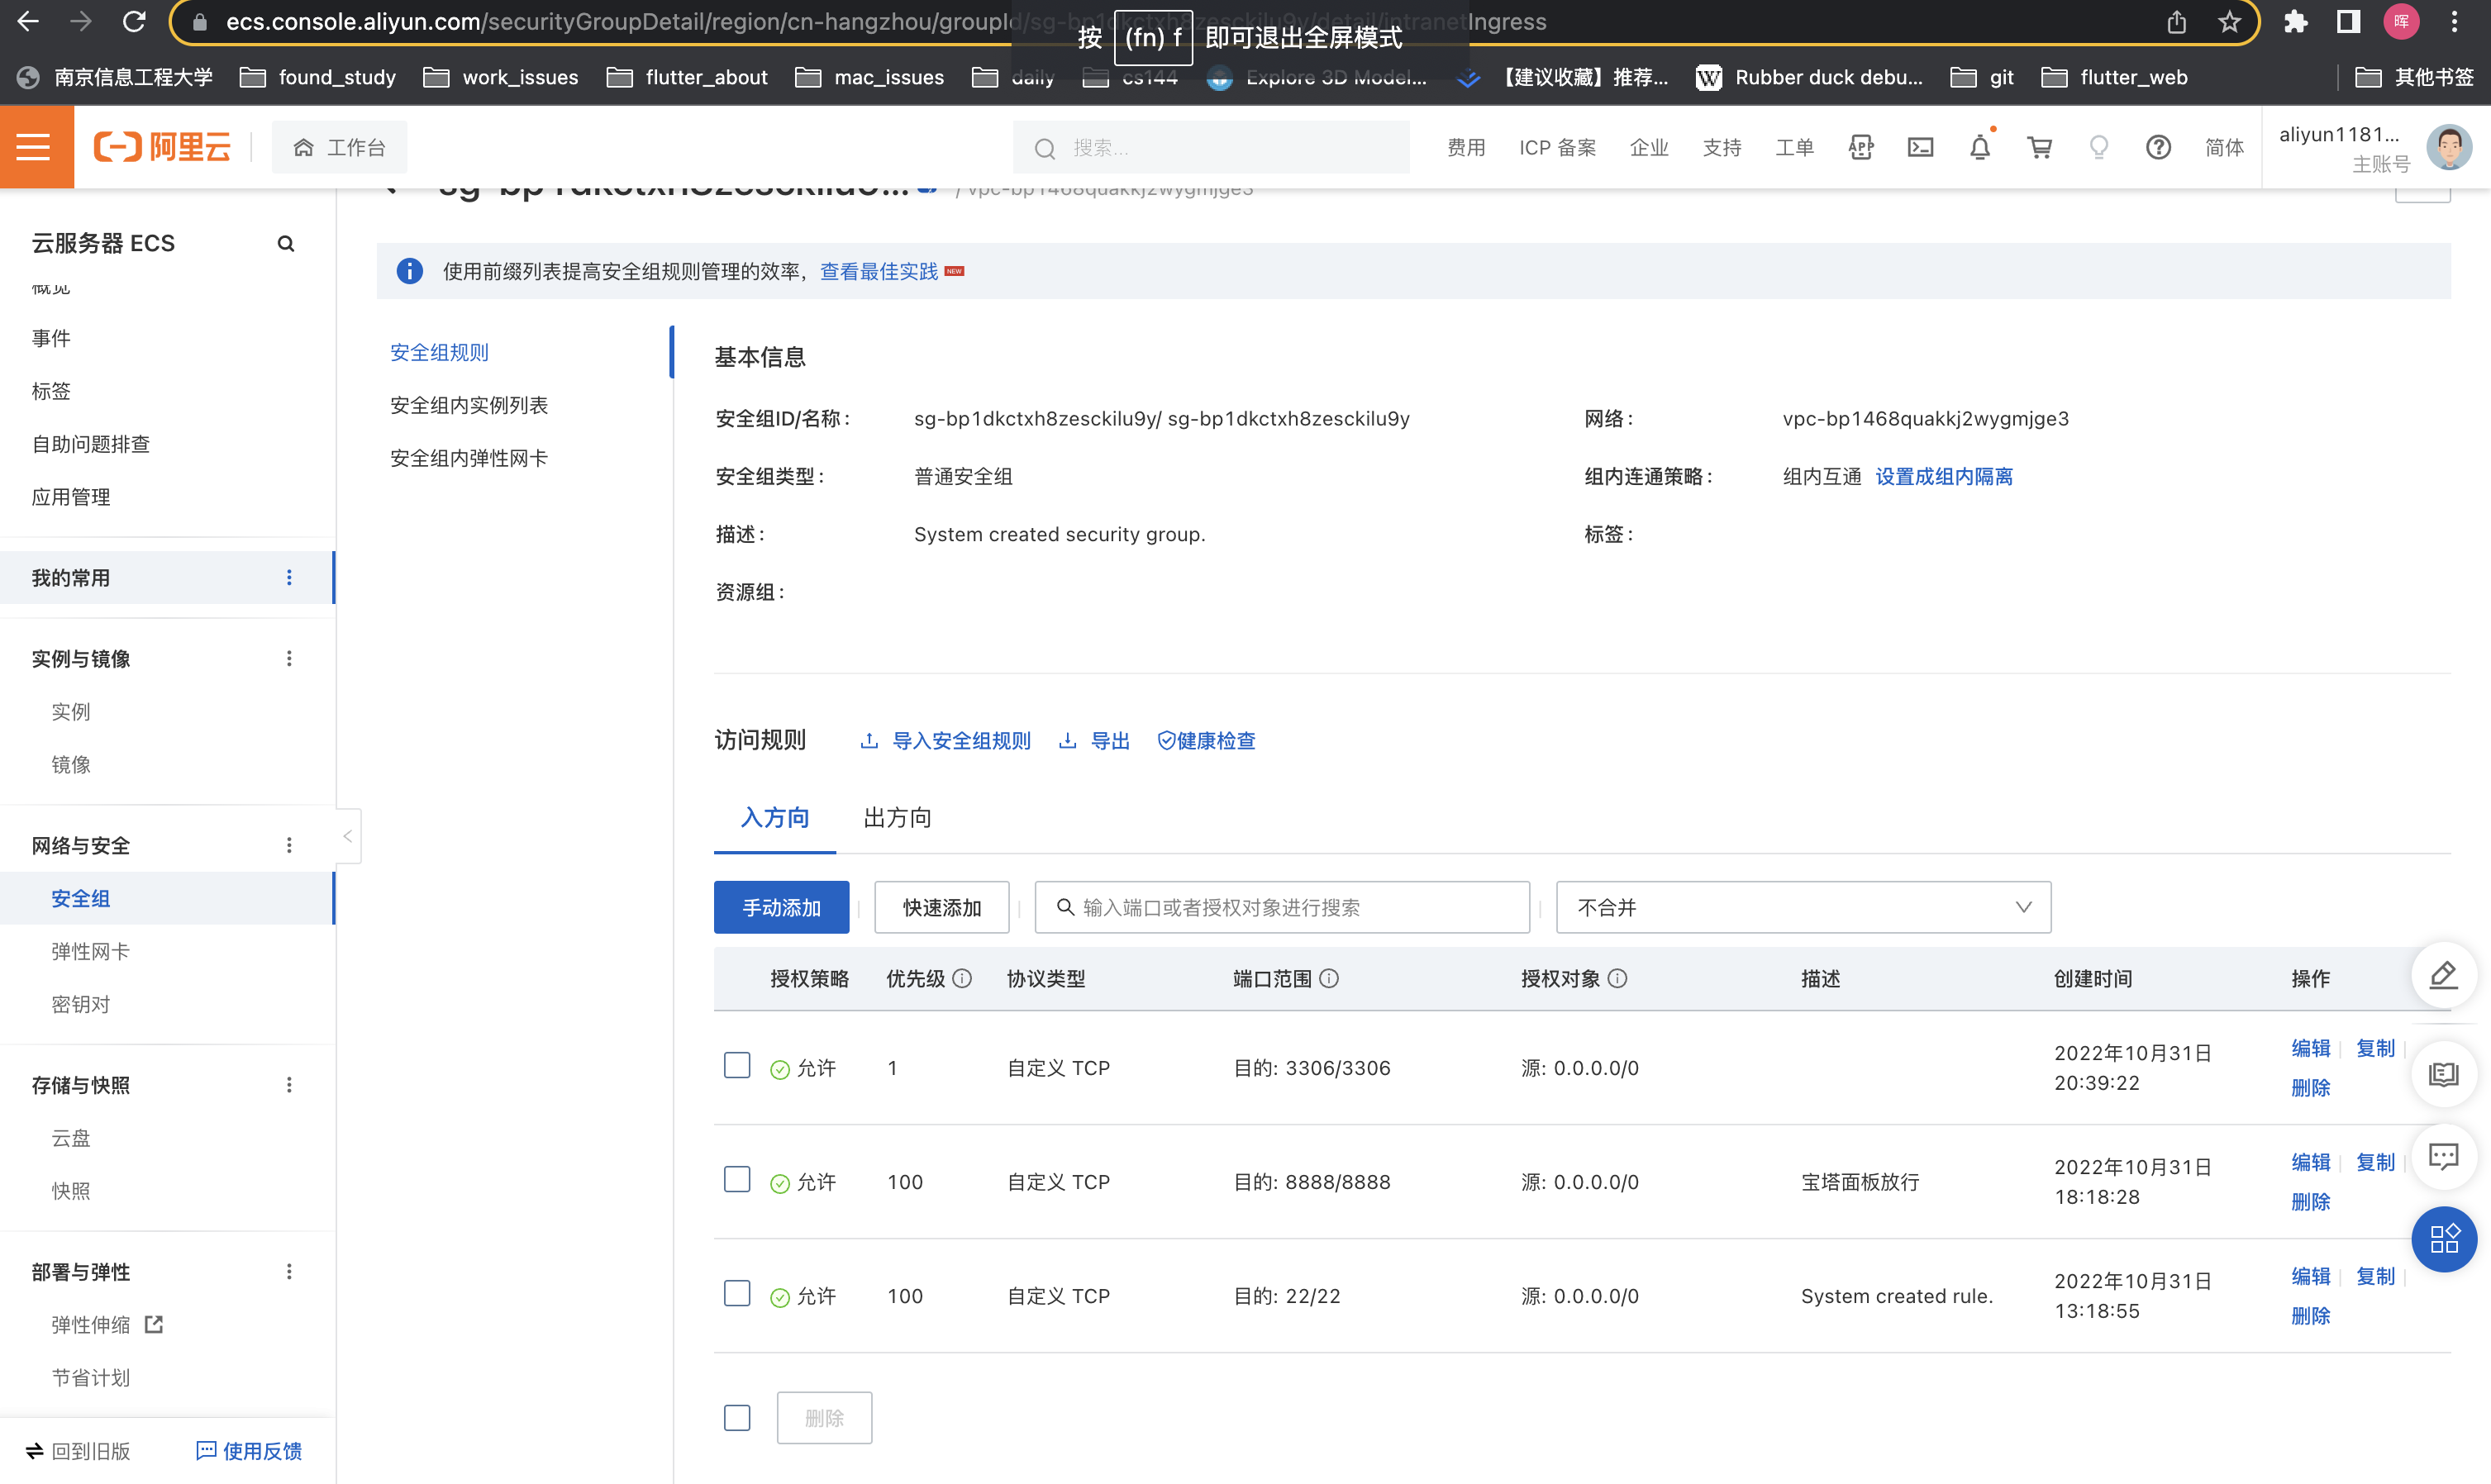 ecs.console.aliyun.com/securityGroupDetail/region/cn-hangzhou/groupId/sg-bp1dkctxh8zesckilu9y/detail/intranetIngress
按 (fn) f 即可退出全屏模式
晖
南京信息工程大学 found_study work_issues flutter_about mac_issues daily cs144 Explore 3D Model... 【建议收藏】推荐... Rubber duck debu... git flutter_web 其他书签
阿里云 工作台 搜索... 费用 ICP 备案 企业 支持 工单 APP 简体 aliyun1181...
主账号
sg-bp1dkctxh8zesckilu9... / vpc-bp1468quakkj2wygmjge3
云服务器 ECS
概览
事件
标签
自助问题排查
应用管理
我的常用
实例与镜像
实例
镜像
网络与安全
安全组
弹性网卡
密钥对
存储与快照
云盘
快照
部署与弹性
弹性伸缩
节省计划
回到旧版 使用反馈
使用前缀列表提高安全组规则管理的效率，查看最佳实践 NEW
安全组规则
安全组内实例列表
安全组内弹性网卡
基本信息
安全组ID/名称： sg-bp1dkctxh8zesckilu9y/ sg-bp1dkctxh8zesckilu9y 网络： vpc-bp1468quakkj2wygmjge3
安全组类型： 普通安全组 组内连通策略： 组内互通 设置成组内隔离
描述： System created security group. 标签：
资源组：
访问规则 导入安全组规则 导出 健康检查
入方向 出方向
手动添加 快速添加 输入端口或者授权对象进行搜索 不合并
授权策略 优先级 协议类型 端口范围 授权对象 描述 创建时间 操作
允许 1 自定义 TCP 目的: 3306/3306 源: 0.0.0.0/0 2022年10月31日 20:39:22 编辑 复制 删除
允许 100 自定义 TCP 目的: 8888/8888 源: 0.0.0.0/0 宝塔面板放行 2022年10月31日 18:18:28 编辑 复制 删除
允许 100 自定义 TCP 目的: 22/22 源: 0.0.0.0/0 System created rule. 2022年10月31日 13:18:55 编辑 复制 删除
删除